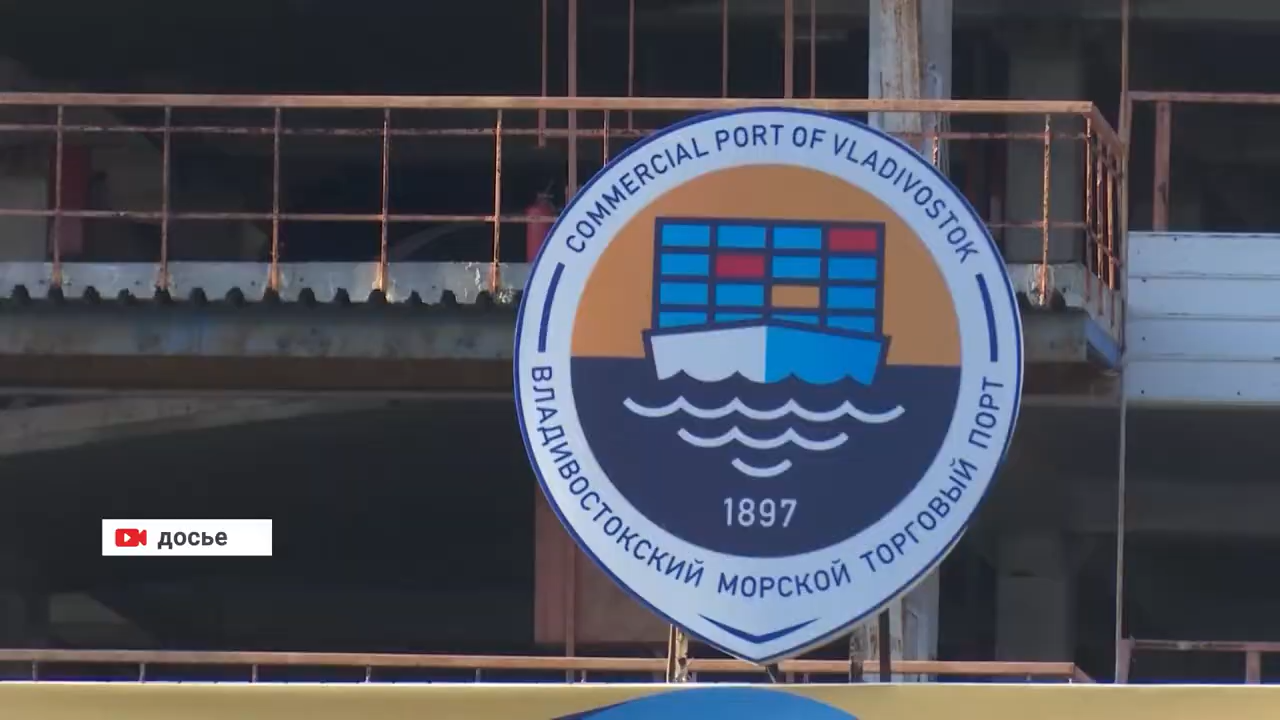 COMMERCIAL PORT OF VLADIVOSTOK
1897
ВЛАДИВОСТОКСКИЙ МОРСКОЙ ТОРГОВЫЙ ПОРТ
досье